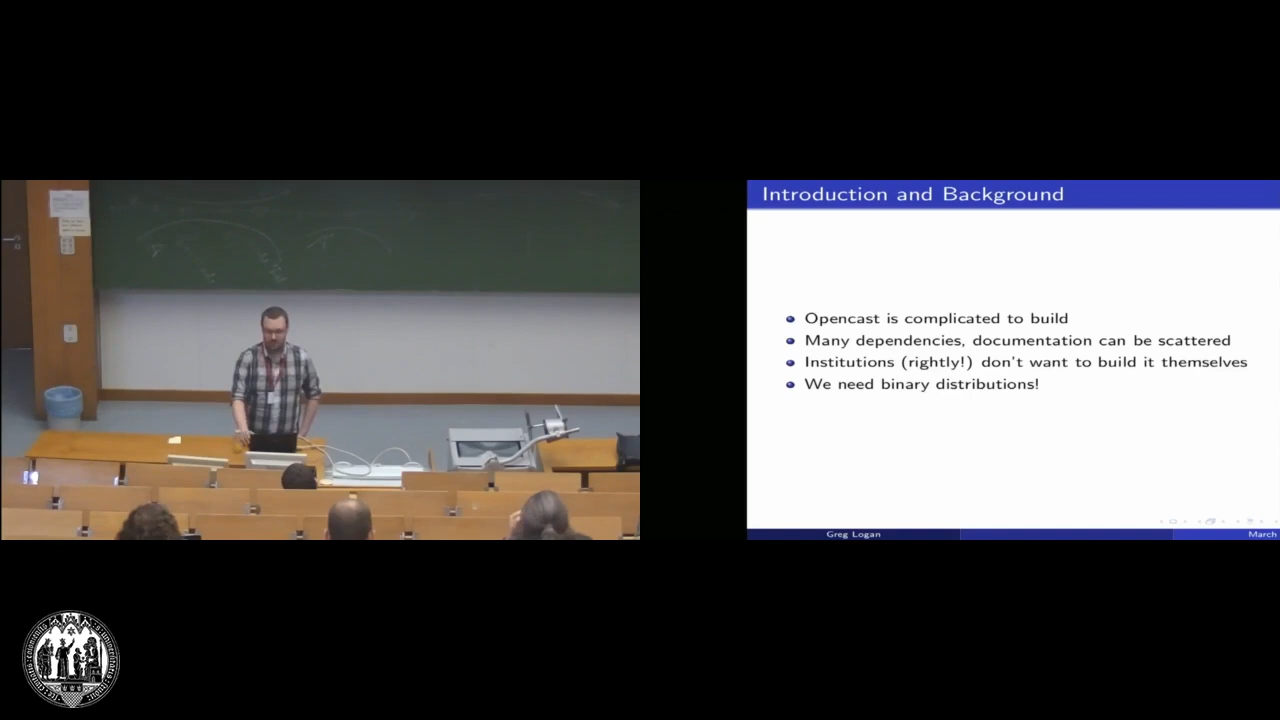 Introduction and Background
Opencast is complicated to build
Many dependencies, documentation can be scattered
Institutions (rightly!) don't want to build it themselves
We need binary distributions!
Greg Logan
March